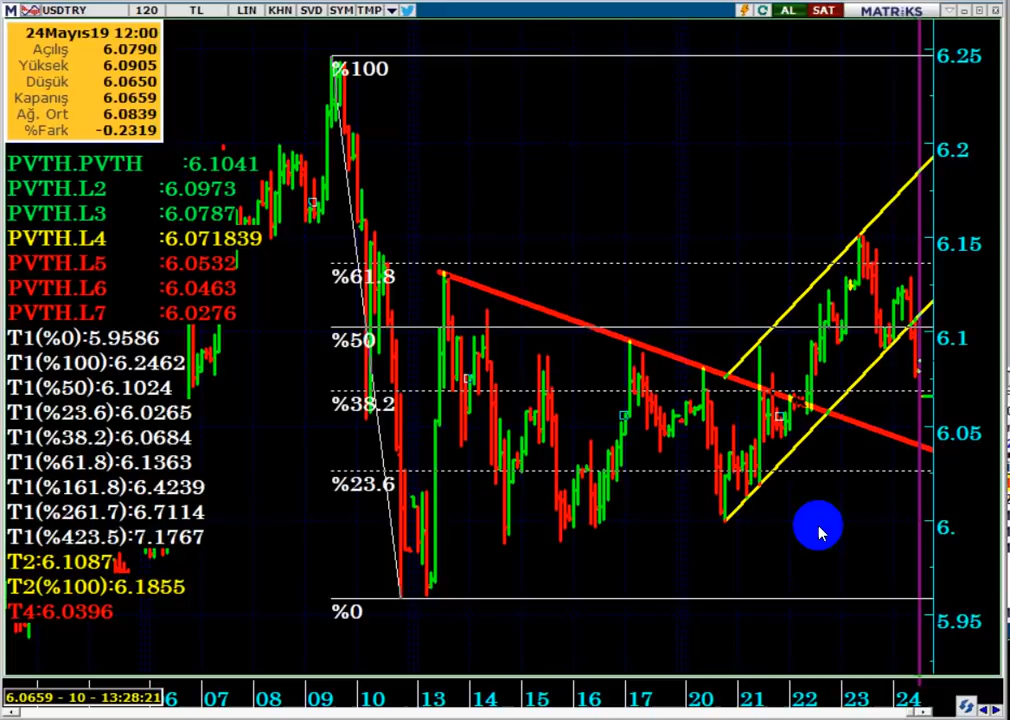 M USDTRY 120 TL LIN KHN SVD SYM TMP AL SAT MATRİKS
24Mayıs19 12:00
Açılış 6.0790
Yüksek 6.0905
Düşük 6.0650
Kapanış 6.0659
Ağ. Ort 6.0839
%Fark -0.2319
PVTH.PVTH :6.1041
PVTH.L2 :6.0973
PVTH.L3 :6.0787
PVTH.L4 :6.071839
PVTH.L5 :6.0532
PVTH.L6 :6.0463
PVTH.L7 :6.0276
T1(%0):5.9586
T1(%100):6.2462
T1(%50):6.1024
T1(%23.6):6.0265
T1(%38.2):6.0684
T1(%61.8):6.1363
T1(%161.8):6.4239
T1(%261.7):6.7114
T1(%423.5):7.1767
T2:6.1087
T2(%100):6.1855
T4:6.0396
%100
%61.8
%50
%38.2
%23.6
%0
6.25
6.2
6.15
6.1
6.05
6.
5.95
6.0659 - 10 - 13:28:21
6 07 08 09 10 13 14 15 16 17 20 21 22 23 24